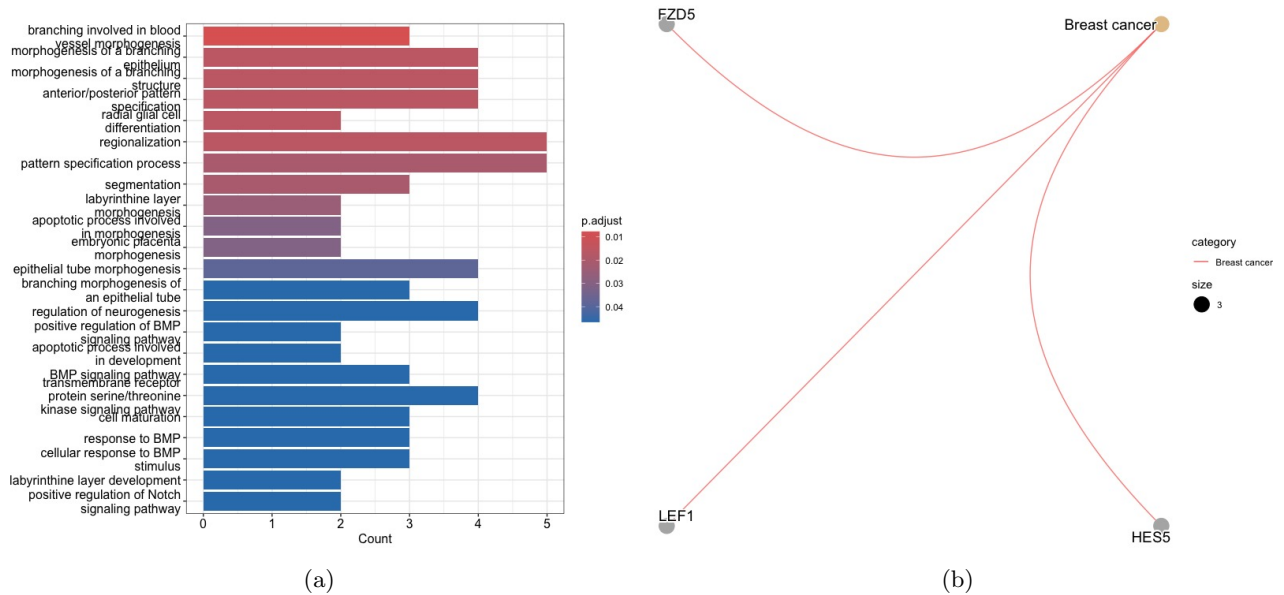 branching involved in blood
vessel morphogenesis
morphogenesis of a branching
epithelium
morphogenesis of a branching
structure
anterior/posterior pattern
specification
radial glial cell
differentiation
regionalization
pattern specification process
segmentation
labyrinthine layer
morphogenesis
apoptotic process involved
in morphogenesis
embryonic placenta
morphogenesis
epithelial tube morphogenesis
branching morphogenesis of
an epithelial tube
regulation of neurogenesis
positive regulation of BMP
signaling pathway
apoptotic process involved
in development
BMP signaling pathway
transmembrane receptor
protein serine/threonine
kinase signaling pathway
cell maturation
response to BMP
cellular response to BMP
stimulus
labyrinthine layer development
positive regulation of Notch
signaling pathway
0 1 2 3 4 5
Count
p.adjust
0.01
0.02
0.03
0.04
(a)
FZD5
Breast cancer
LEF1
HES5
category
Breast cancer
size
3
(b)